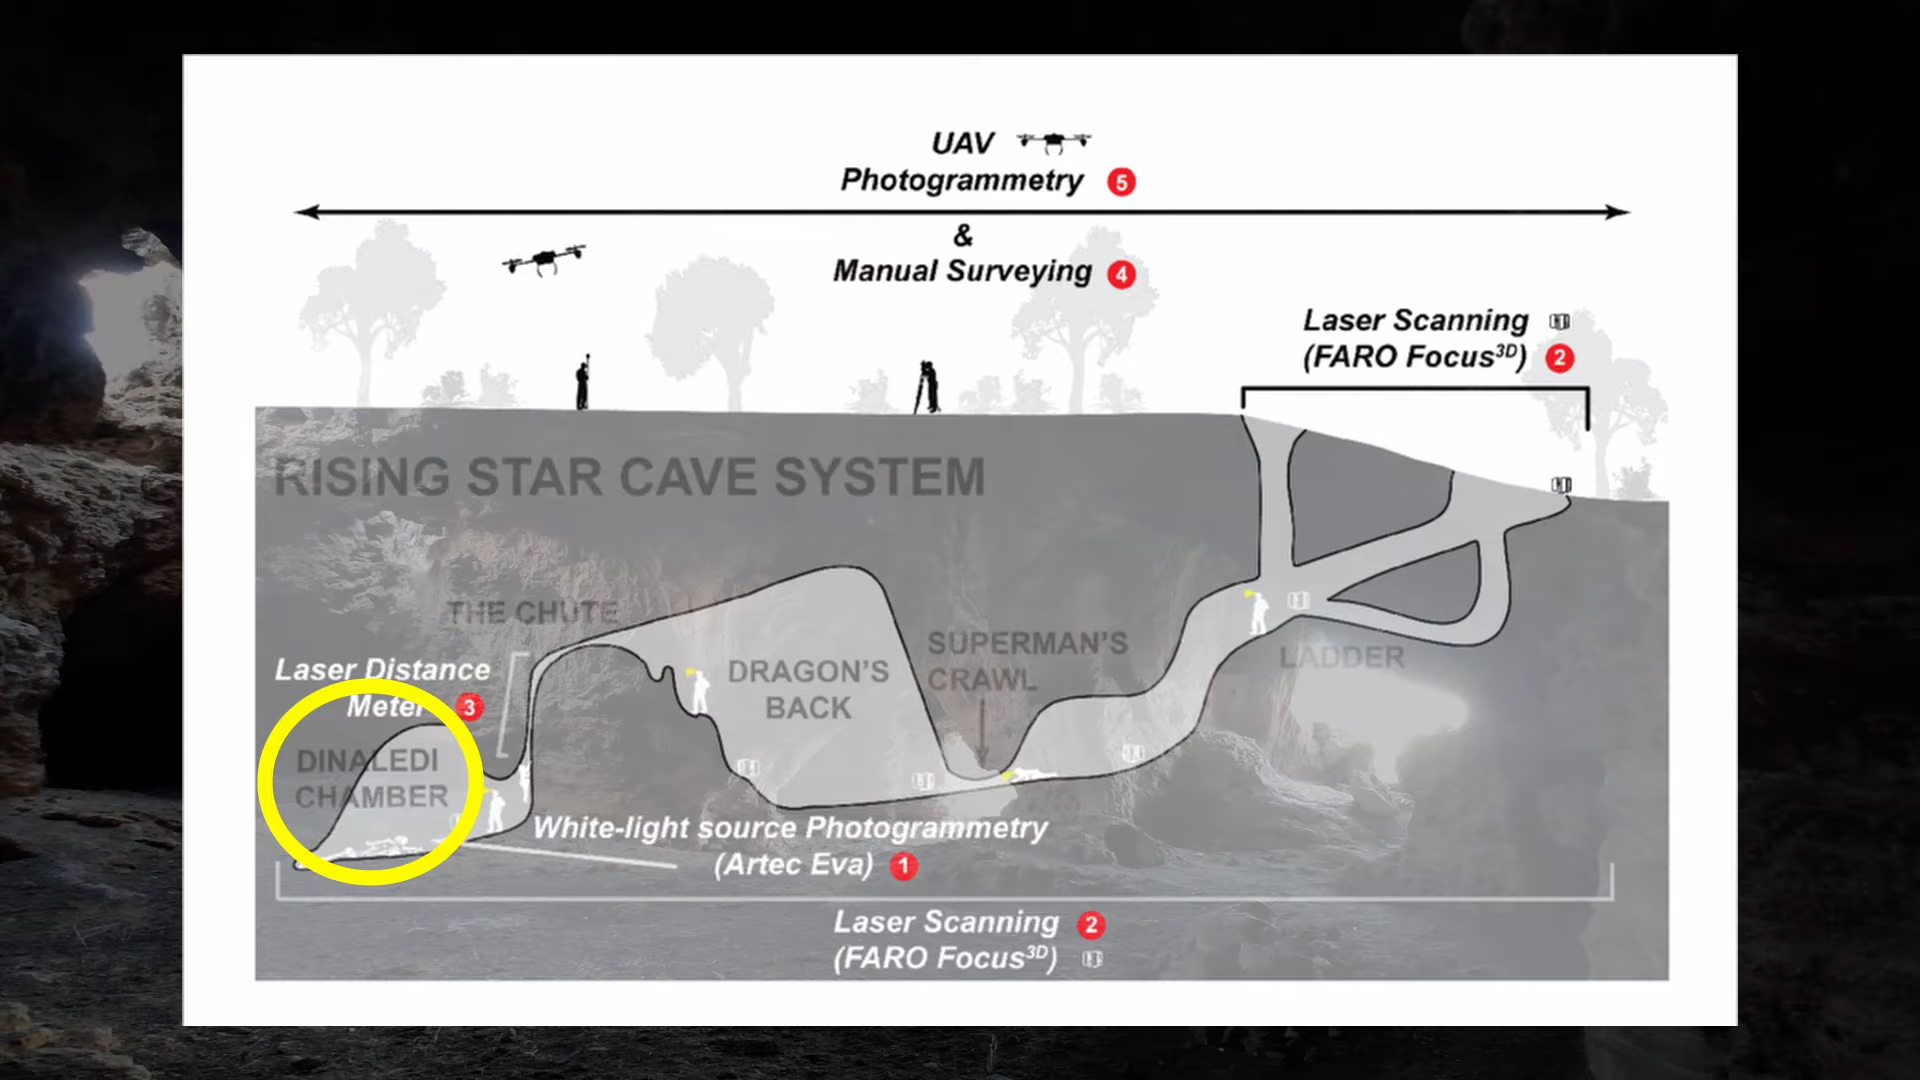 UAV
Photogrammetry 5
&
Manual Surveying 4
Laser Scanning
(FARO Focus3D) 2
RISING STAR CAVE SYSTEM
THE CHUTE
Laser Distance
Meter 3
DRAGON'S
BACK
SUPERMAN'S
CRAWL
LADDER
DINALEDI
CHAMBER
White-light source Photogrammetry
(Artec Eva) 1
Laser Scanning 2
(FARO Focus3D)